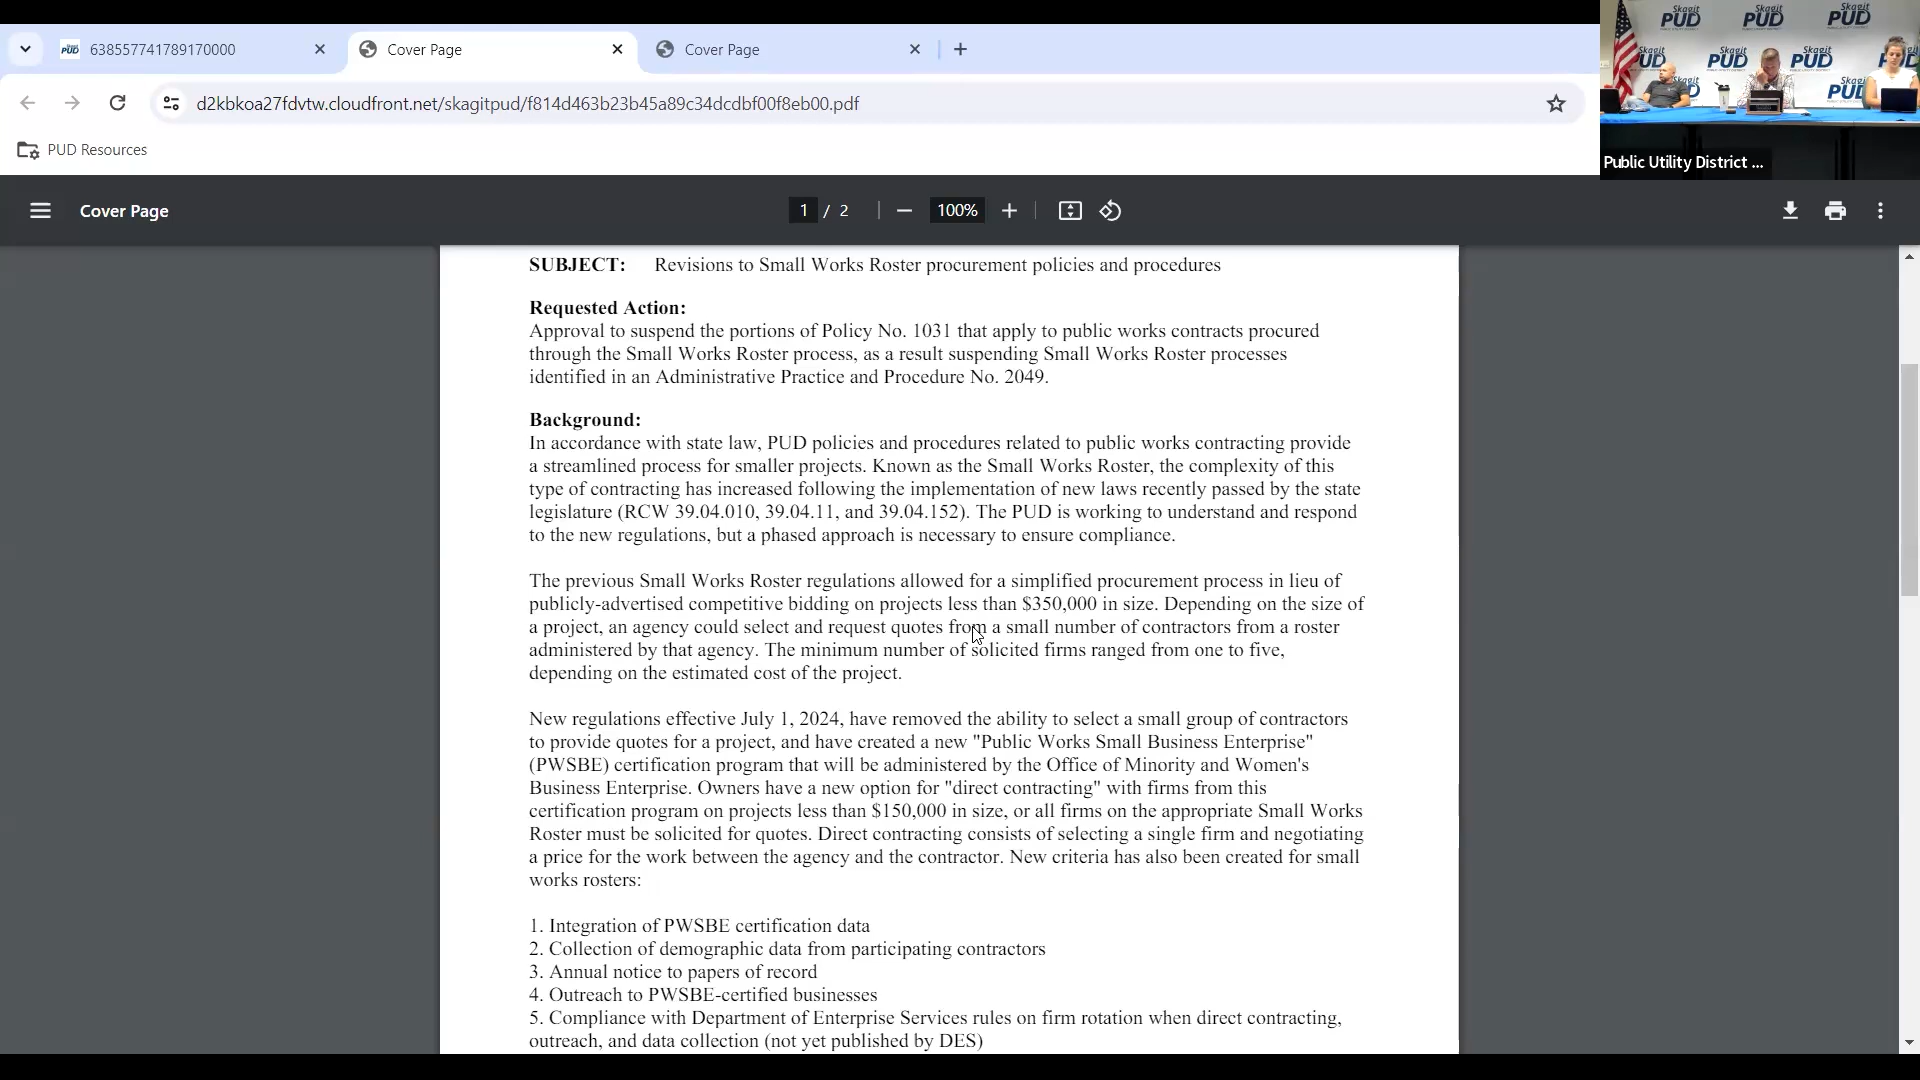 638557741789170000
Cover Page
Cover Page
d2kbkoa27fdvtw.cloudfront.net/skagitpud/f814d463b23b45a89c34dcdbf00f8eb00.pdf
PUD Resources
Skagit PUD
Skagit PUD
Skagit PUD
Public Utility District ...
Cover Page
1 / 2
100%
SUBJECT: Revisions to Small Works Roster procurement policies and procedures
Requested Action:
Approval to suspend the portions of Policy No. 1031 that apply to public works contracts procured
through the Small Works Roster process, as a result suspending Small Works Roster processes
identified in an Administrative Practice and Procedure No. 2049.
Background:
In accordance with state law, PUD policies and procedures related to public works contracting provide
a streamlined process for smaller projects. Known as the Small Works Roster, the complexity of this
type of contracting has increased following the implementation of new laws recently passed by the state
legislature (RCW 39.04.010, 39.04.11, and 39.04.152). The PUD is working to understand and respond
to the new regulations, but a phased approach is necessary to ensure compliance.
The previous Small Works Roster regulations allowed for a simplified procurement process in lieu of
publicly-advertised competitive bidding on projects less than $350,000 in size. Depending on the size of
a project, an agency could select and request quotes from a small number of contractors from a roster
administered by that agency. The minimum number of solicited firms ranged from one to five,
depending on the estimated cost of the project.
New regulations effective July 1, 2024, have removed the ability to select a small group of contractors
to provide quotes for a project, and have created a new "Public Works Small Business Enterprise"
(PWSBE) certification program that will be administered by the Office of Minority and Women's
Business Enterprise. Owners have a new option for "direct contracting" with firms from this
certification program on projects less than $150,000 in size, or all firms on the appropriate Small Works
Roster must be solicited for quotes. Direct contracting consists of selecting a single firm and negotiating
a price for the work between the agency and the contractor. New criteria has also been created for small
works rosters:
1. Integration of PWSBE certification data
2. Collection of demographic data from participating contractors
3. Annual notice to papers of record
4. Outreach to PWSBE-certified businesses
5. Compliance with Department of Enterprise Services rules on firm rotation when direct contracting,
outreach, and data collection (not yet published by DES)